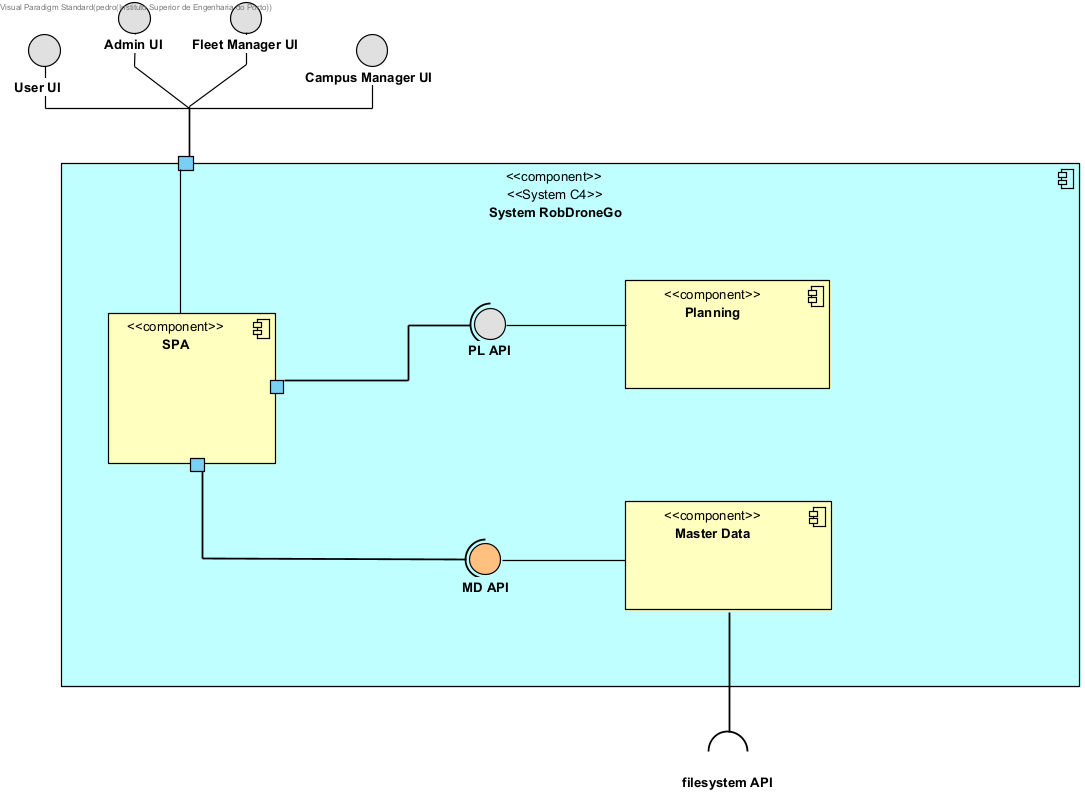 Visual Paradigm Standard(pedro(Instituto Superior de Engenharia do Porto))
Admin UI
Fleet Manager UI
User UI
Campus Manager UI
<<component>>
<<System C4>>
System RobDroneGo
<<component>>
SPA
PL API
<<component>>
Planning
MD API
<<component>>
Master Data
filesystem API